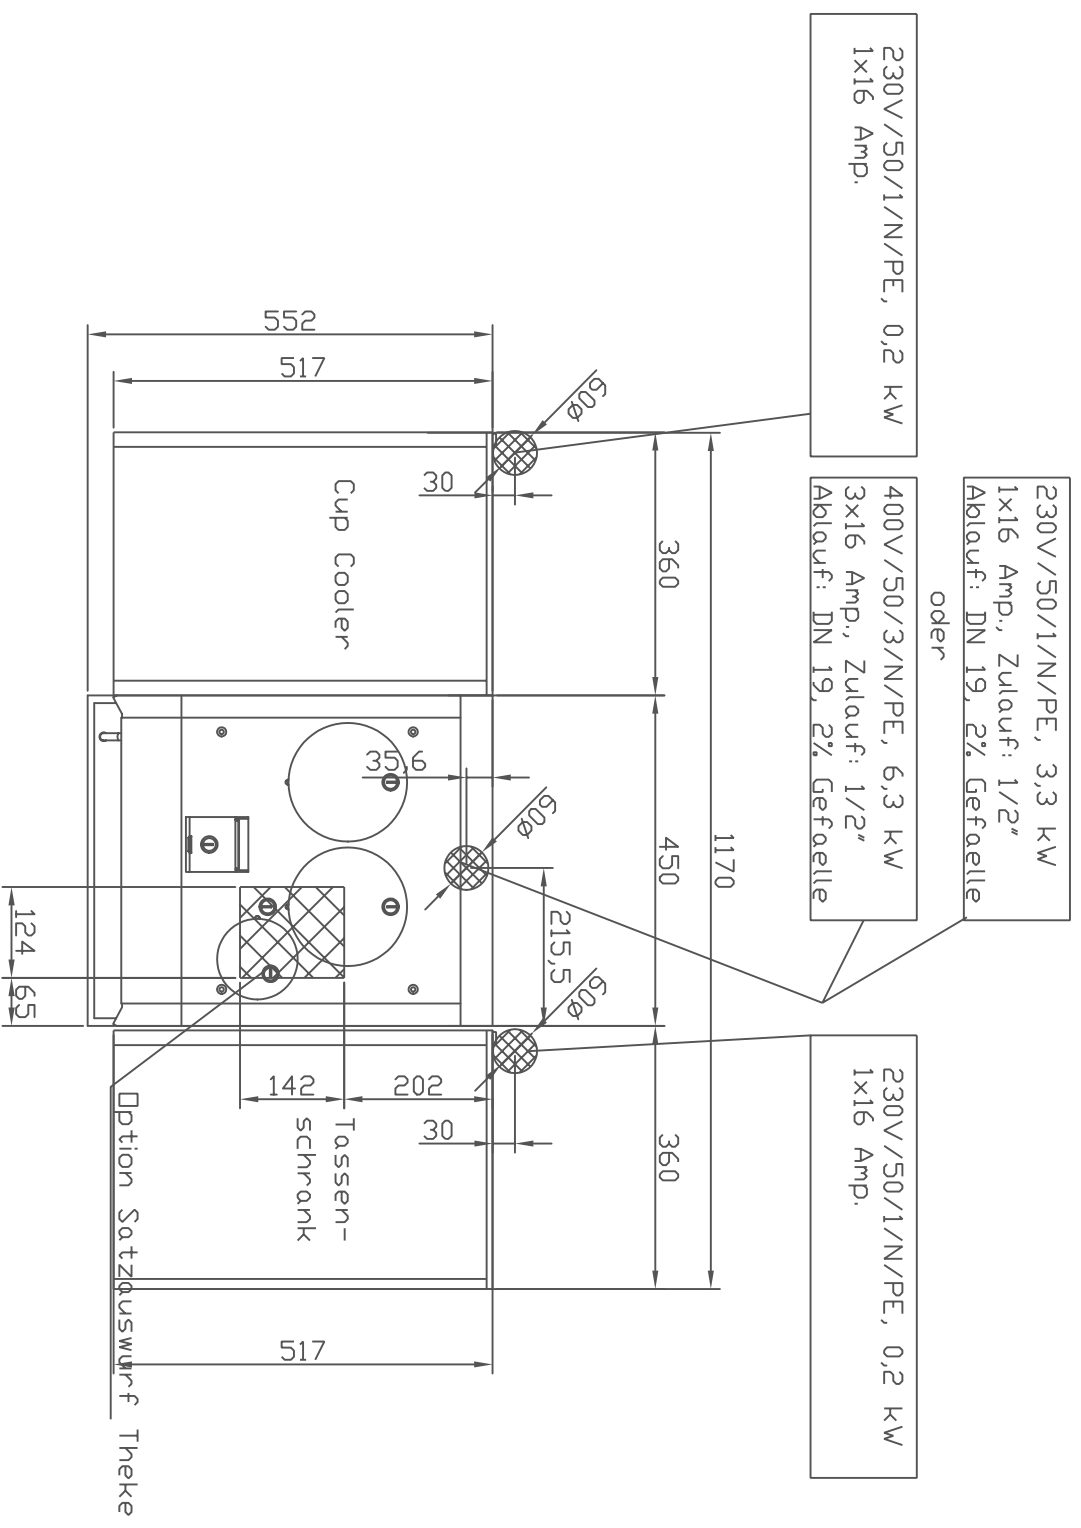 230V/50/1/N/PE, 0,2 kW
1x16 Amp.
230V/50/1/N/PE, 3,3 kW
1x16 Amp., Zulauf: 1/2"
Ablauf: DN 19, 2% Gefaelle
oder
400V/50/3/N/PE, 6,3 kW
3x16 Amp., Zulauf: 1/2"
Ablauf: DN 19, 2% Gefaelle
230V/50/1/N/PE, 0,2 kW
1x16 Amp.
1170
360
450
360
ø60
30
ø60
215,5
35,6
ø60
30
552
517
517
202
142
124
65
Cup Cooler
Tassen-
schrank
Option Satzauswurf Theke